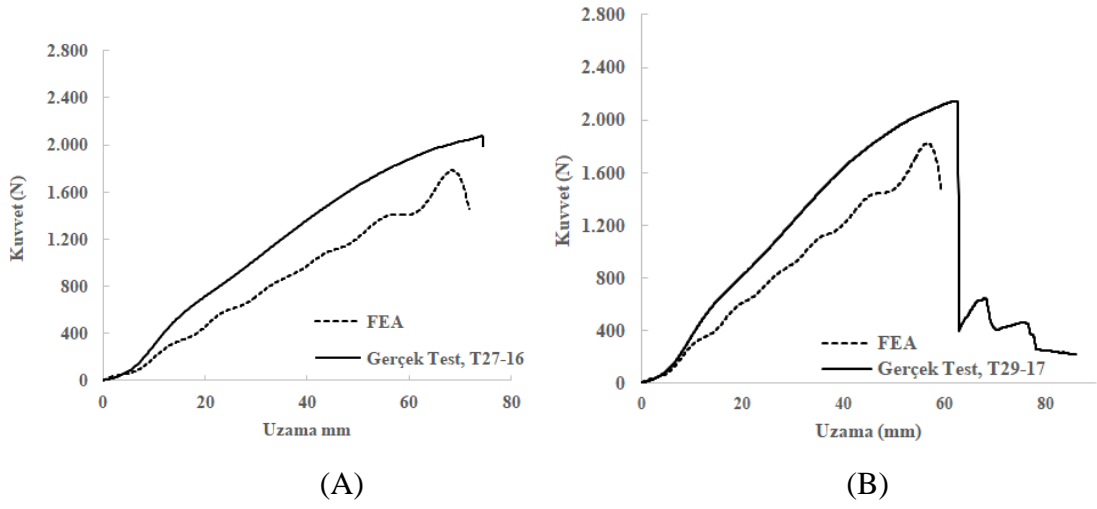 2.800
2.400
2.000
1.600
1.200
800
400
0
Kuvvet (N)
0 20 40 60 80
Uzama mm
FEA
Gerçek Test, T27-16
(A)
2.800
2.400
2.000
1.600
1.200
800
400
0
Kuvvet (N)
0 20 40 60 80
Uzama (mm)
FEA
Gerçek Test, T29-17
(B)